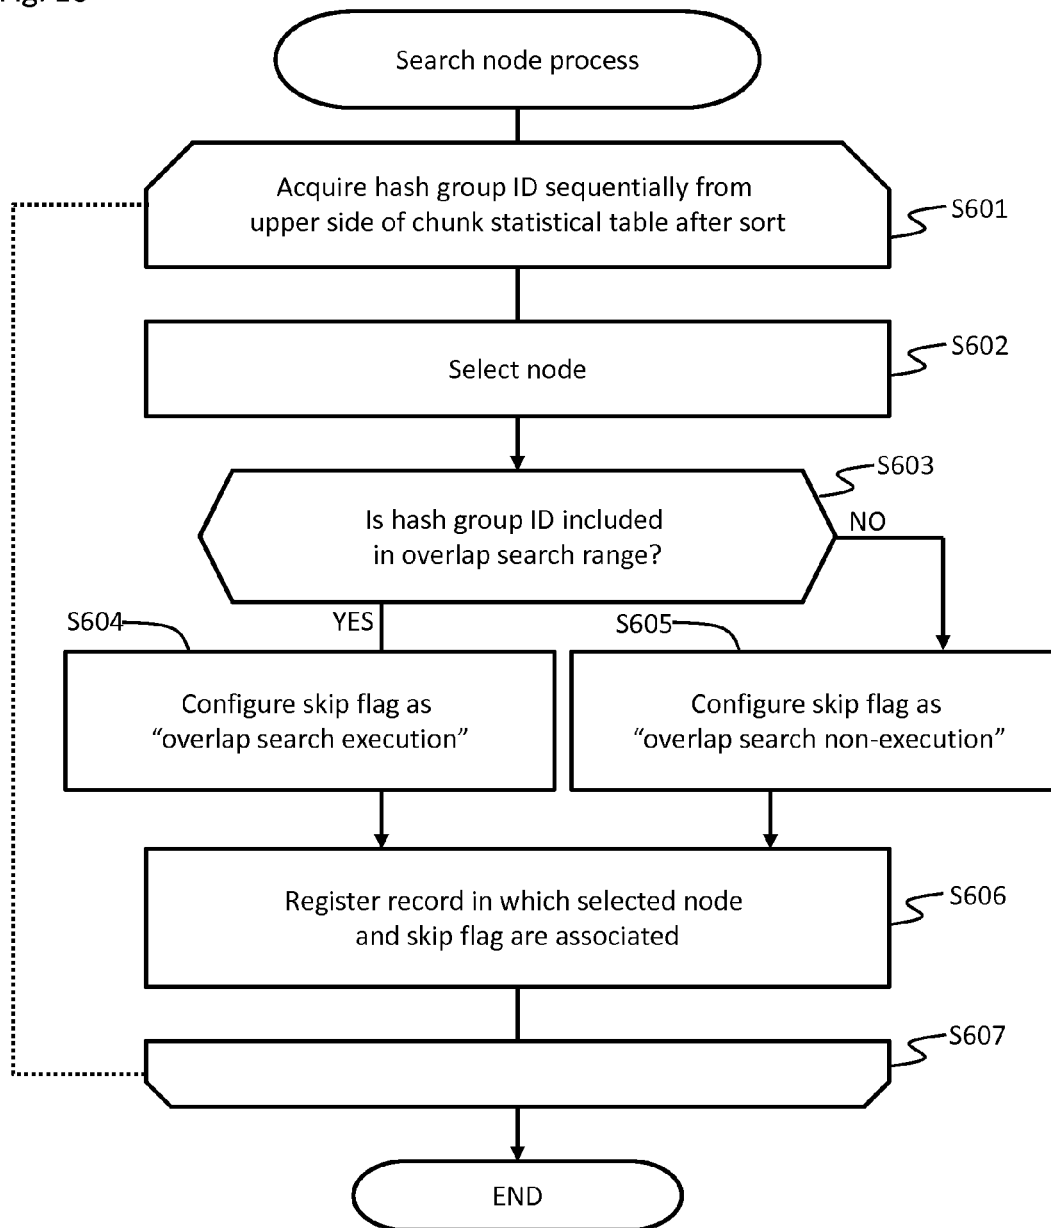 Search node process
Acquire hash group ID sequentially from
upper side of chunk statistical table after sort
S601
Select node
S602
S603
Is hash group ID included
in overlap search range?
NO
YES
S604
S605
Configure skip flag as
“overlap search execution”
Configure skip flag as
“overlap search non-execution”
Register record in which selected node
and skip flag are associated
S606
S607
END